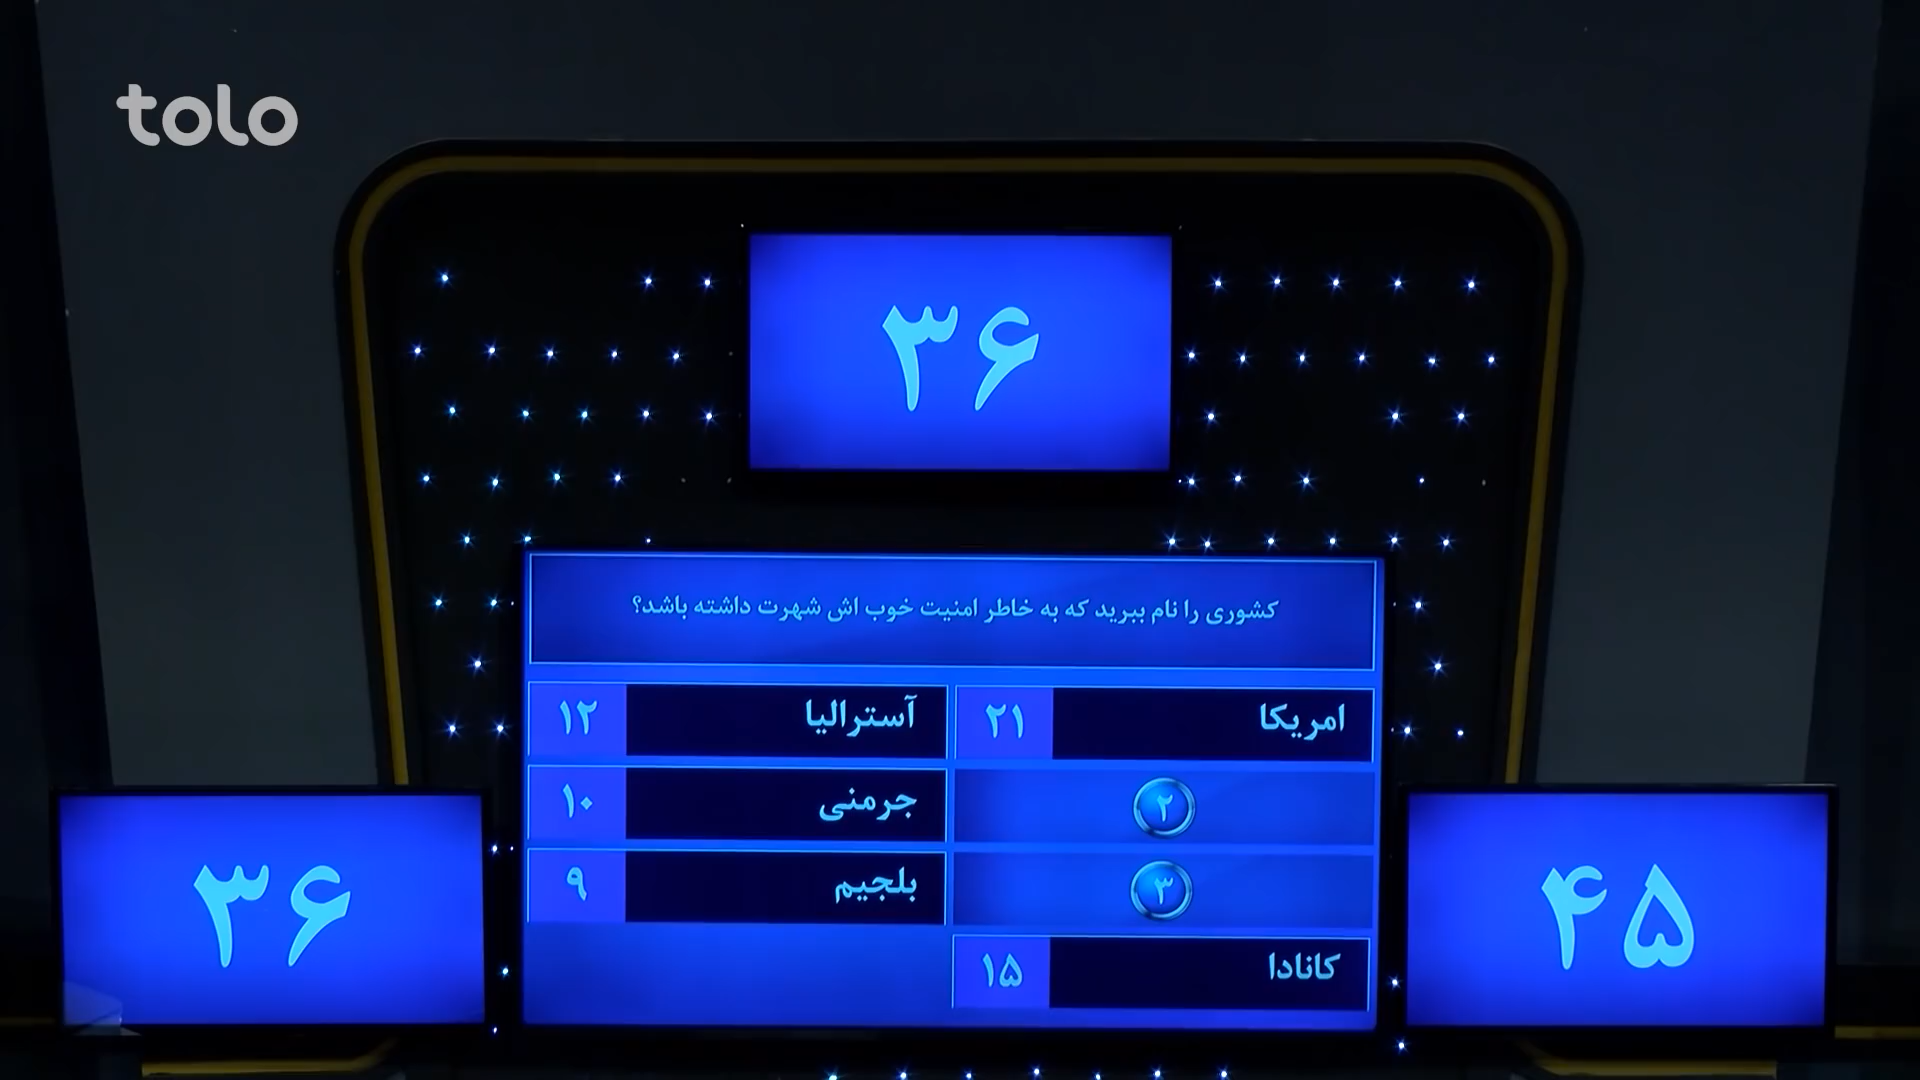 tolo
۳۶
کشوری را نام ببرید که به خاطر امنیت خوب اش شهرت داشته باشد؟
امریکا ۲۱
۲
۳
کانادا ۱۵
آسترالیا ۱۲
جرمنی ۱۰
بلجیم ۹
۳۶
۴۵